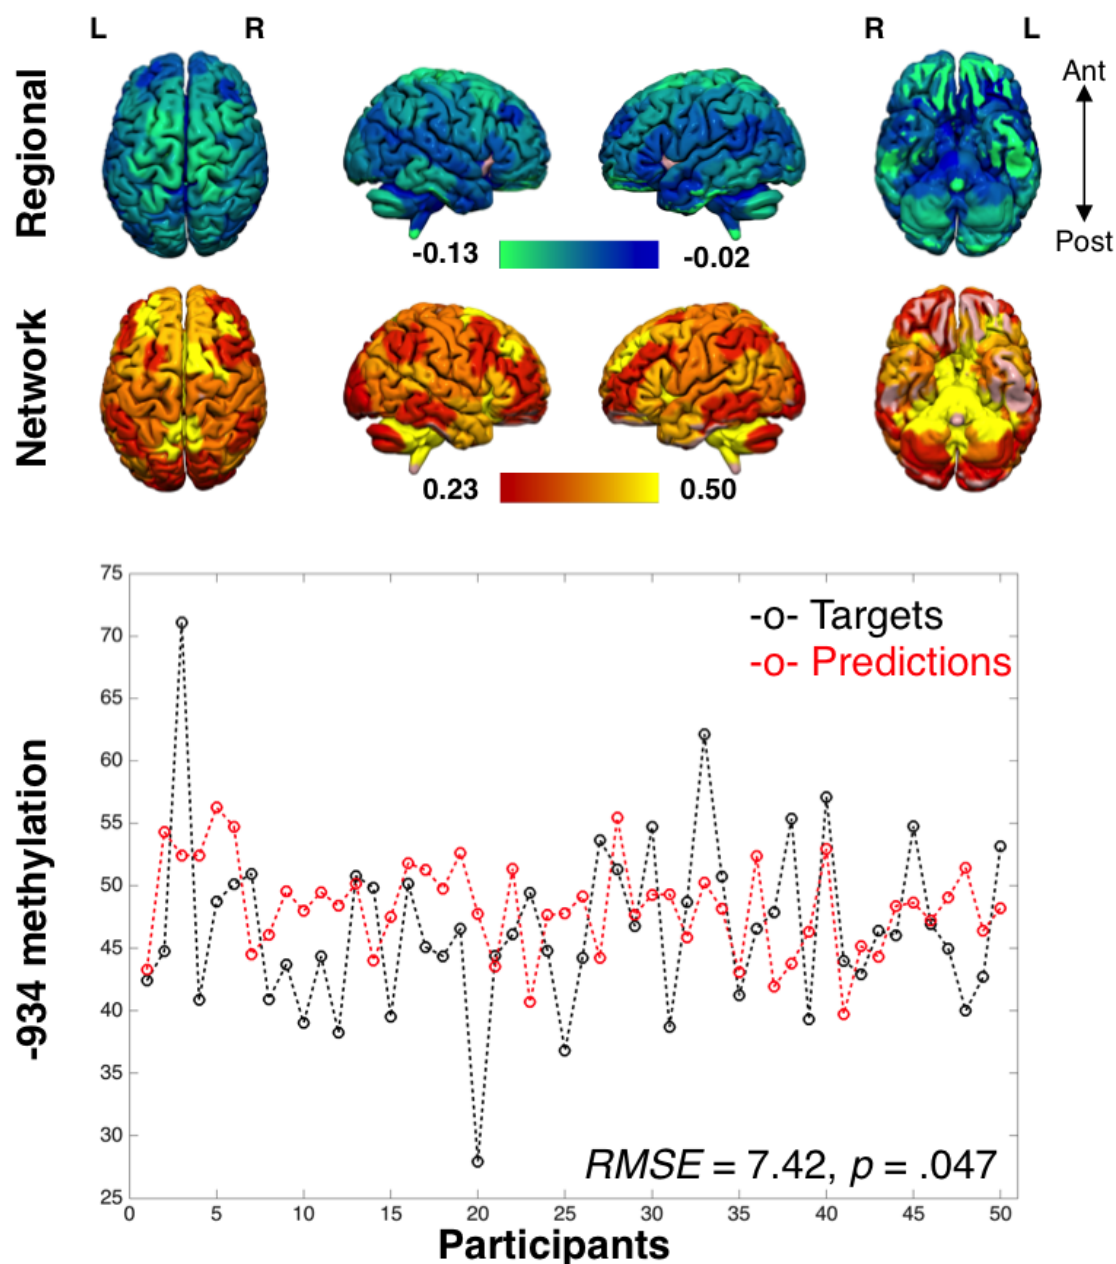 L R R L
Regional
Ant
Post
-0.13 -0.02
Network
0.23 0.50
75
70
65
60
55
50
45
40
35
30
25
-934 methylation
-o- Targets
-o- Predictions
RMSE = 7.42, p = .047
0 5 10 15 20 25 30 35 40 45 50
Participants